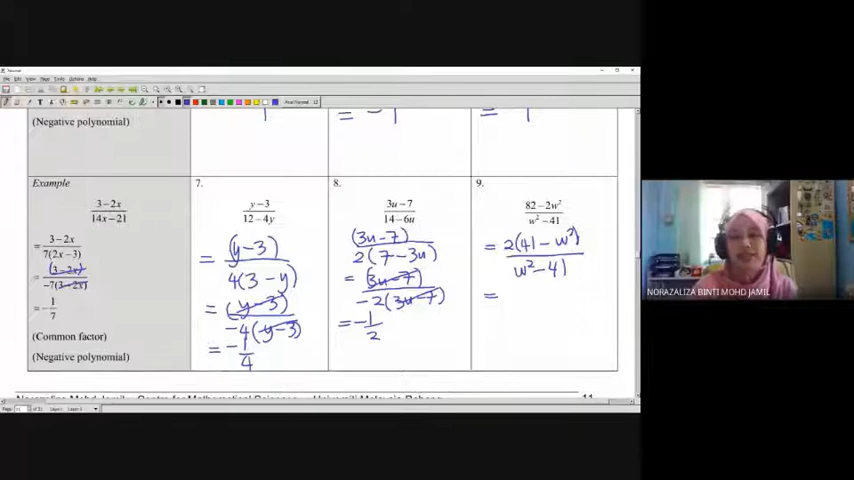 (Negative polynomial)
= -1
= 1
Example
3-2x
14x-21
= 3-2x
7(2x-3)
= (3-2x)
-7(3-2x)
= - 1
7
(Common factor)
(Negative polynomial)
7.
y-3
12-4y
= (y-3)
4(3-y)
= (y-3)
-4(y-3)
= -1
4
8.
3u-7
14-6u
(3u-7)
2(7-3u)
= (3u-7)
-2(3u-7)
= -1
2
9.
82-2w²
w²-41
= 2(41-w²)
w²-41
=
NORAZALIZA BINTI MOHD JAMIL
11